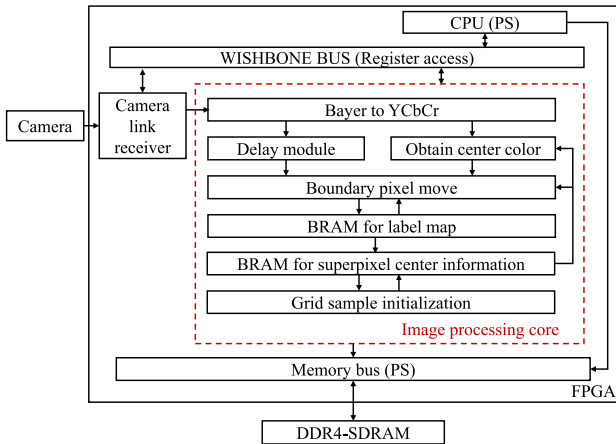 CPU (PS)
WISHBONE BUS (Register access)
Camera
Camera
link
receiver
Bayer to YCbCr
Delay module
Obtain center color
Boundary pixel move
BRAM for label map
BRAM for superpixel center information
Grid sample initialization
Image processing core
Memory bus (PS)
FPGA
DDR4-SDRAM